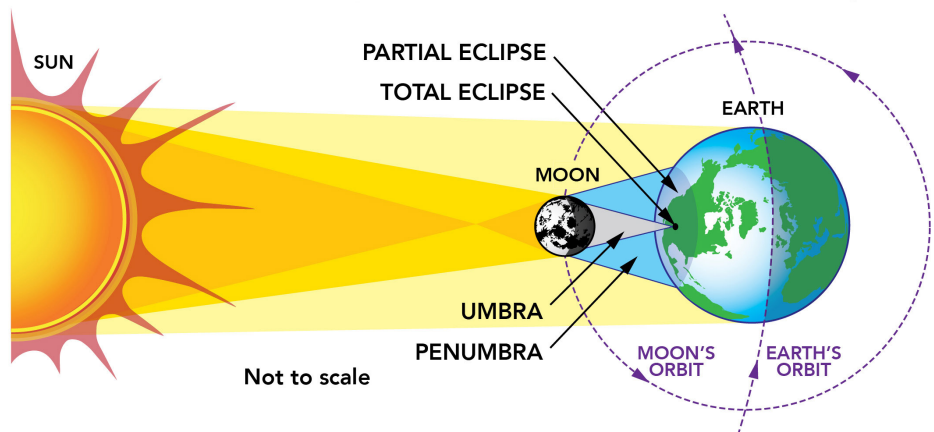 SUN
PARTIAL ECLIPSE
TOTAL ECLIPSE
EARTH
MOON
UMBRA
PENUMBRA
MOON'S
ORBIT
EARTH'S
ORBIT
Not to scale